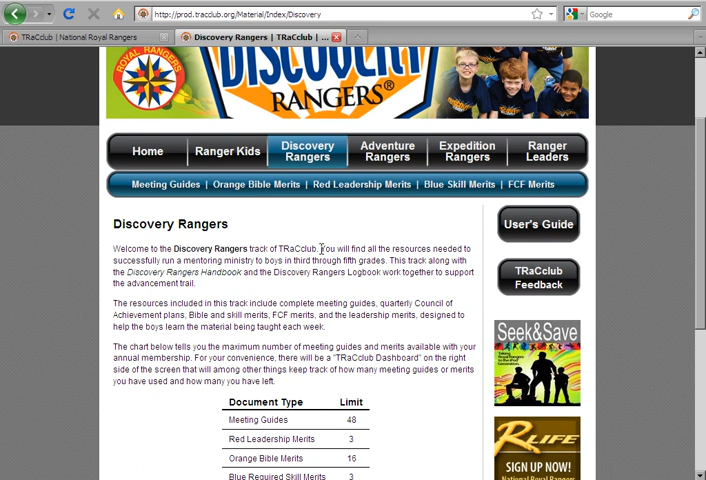 http://prod.tracclub.org/Material/Index/Discovery
Google
TRaCclub | National Royal Rangers
Discovery Rangers | TRaCclub | ...
ROYAL RANGERS
DISCOVERY
RANGERS®
Home
Ranger Kids
Discovery Rangers
Adventure Rangers
Expedition Rangers
Ranger Leaders
Meeting Guides | Orange Bible Merits | Red Leadership Merits | Blue Skill Merits | FCF Merits
Discovery Rangers
Welcome to the Discovery Rangers track of TRaCclub. You will find all the resources needed to
successfully run a mentoring ministry to boys in third through fifth grades. This track along with
the Discovery Rangers Handbook and the Discovery Rangers Logbook work together to support
the advancement trail.
The resources included in this track include complete meeting guides, quarterly Council of
Achievement plans, Bible and skill merits, FCF merits, and the leadership merits, designed to
help the boys learn the material being taught each week.
The chart below tells you the maximum number of meeting guides and merits available with your
annual membership. For your convenience, there will be a "TRaCclub Dashboard" on the right
side of the screen that will among other things keep track of how many meeting guides or merits
you have used and how many you have left.
Document Type Limit
Meeting Guides 48
Red Leadership Merits 3
Orange Bible Merits 16
Blue Required Skill Merits 3
User's Guide
TRaCclub
Feedback
Seek&Save
RLIFE
SIGN UP NOW!
National Royal Rangers